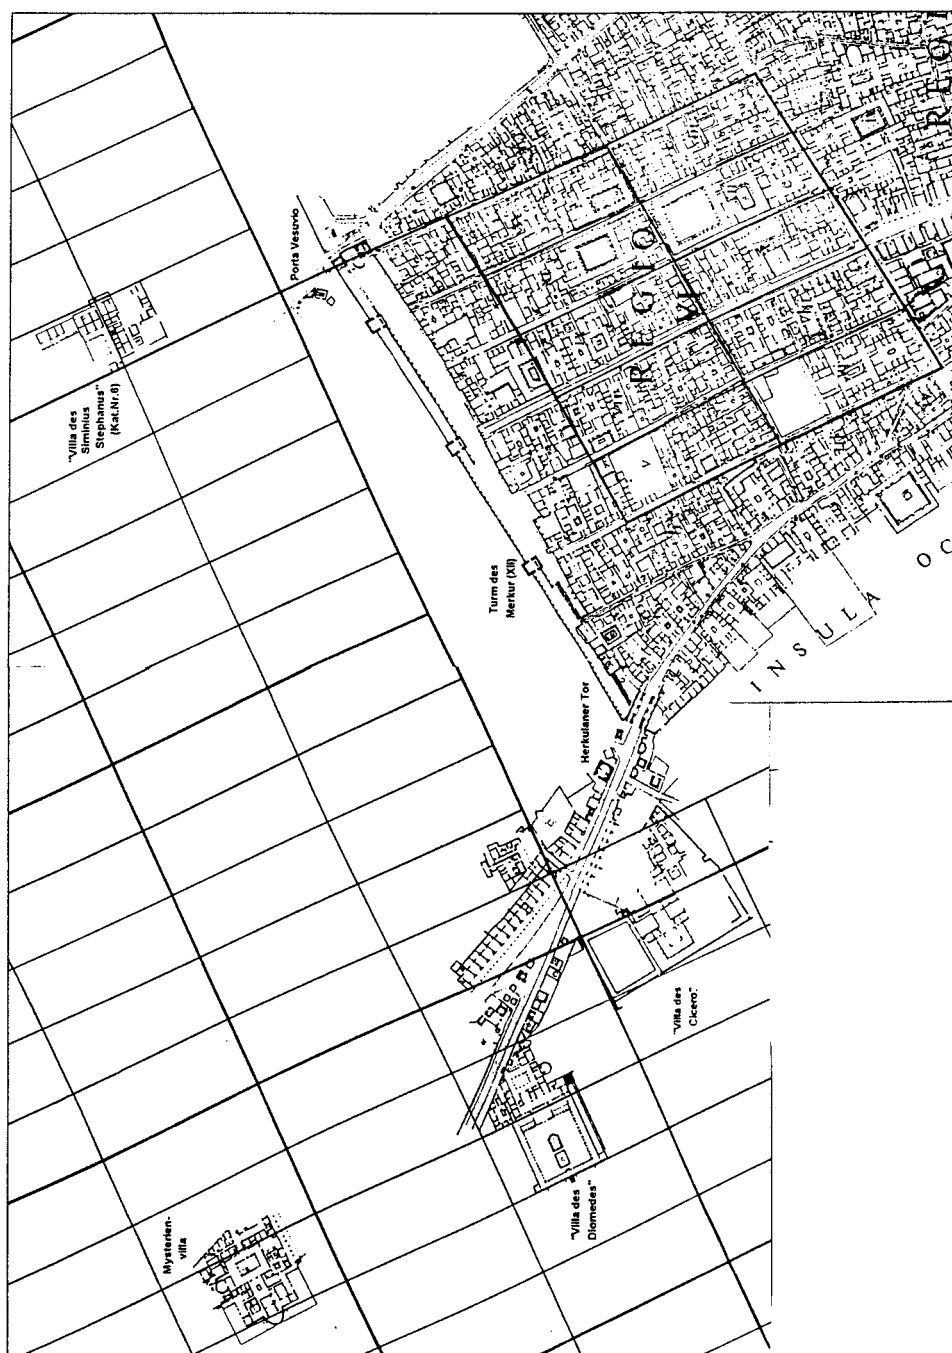 Porta Vesuvio
"Villa des
Siminius
Stephanus"
(Kat.Nr.6)
Turm des
Merkur (XII)
Herkulaner Tor
REGIO
VI
INSULA OC
"Villa des
Cicero"
"Villa des
Diomedes"
Mysterien-
villa